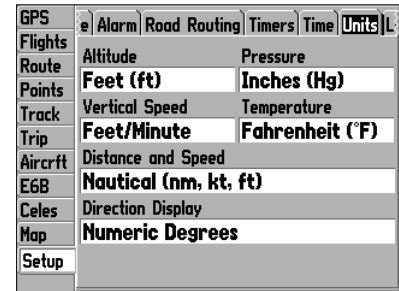 GPS
Flights
Route
Points
Track
Trip
Aircrft
E6B
Celes
Map
Setup
e Alarm Road Routing Timers Time Units L
Altitude Pressure
Feet (ft) Inches (Hg)
Vertical Speed Temperature
Feet/Minute Fahrenheit (°F)
Distance and Speed
Nautical (nm, kt, ft)
Direction Display
Numeric Degrees